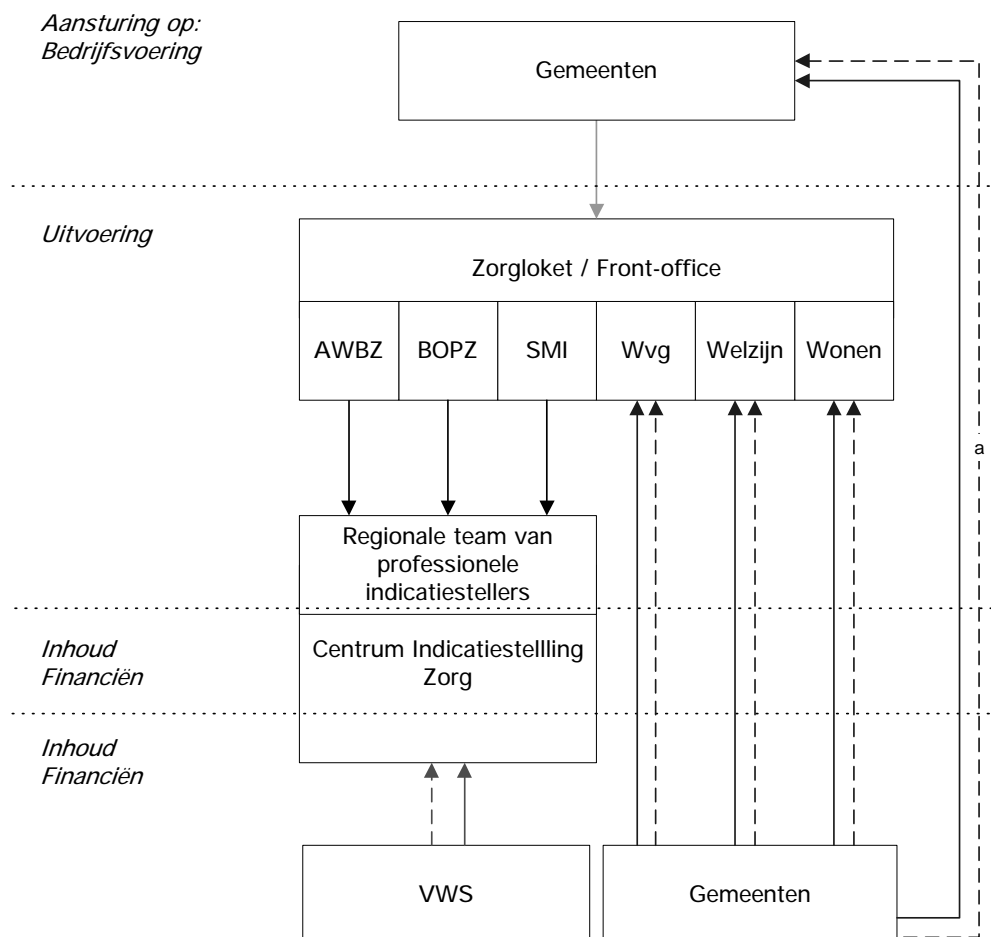 Aansturing op:
Bedrijfsvoering
Gemeenten
Uitvoering
Zorgloket / Front-office
AWBZ
BOPZ
SMI
Wvg
Welzijn
Wonen
a
Regionale team van
professionele
indicatiestellers
Inhoud
Financiën
Centrum Indicatiestellling
Zorg
Inhoud
Financiën
VWS
Gemeenten